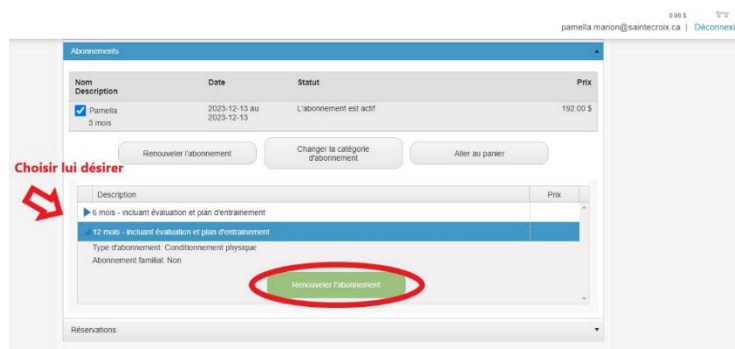 0.00 $
pamella.marion@saintecroix.ca | Déconnexi
Abonnements
Nom
Description
Date
Statut
Prix
Pamella
3 mois
2023-12-13 au
2023-12-13
L'abonnement est actif
192.00 $
Renouveler l'abonnement
Changer la catégorie
d'abonnement
Aller au panier
Choisir lui désirer
Description
Prix
6 mois - incluant évaluation et plan d'entrainement
12 mois - incluant évaluation et plan d'entrainement
Type d'abonnement: Conditionnement physique
Abonnement familial: Non
Renouveler l'abonnement
Réservations